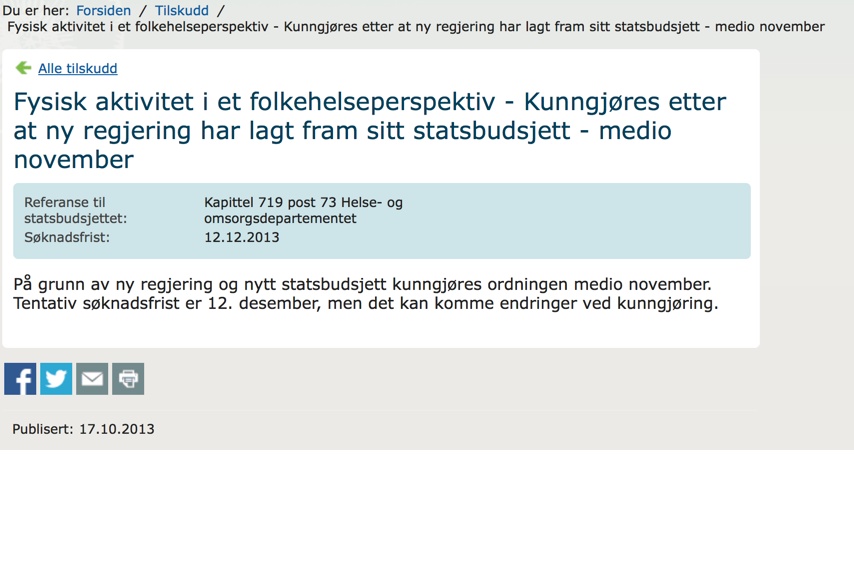 Du er her: Forsiden / Tilskudd /
Fysisk aktivitet i et folkehelseperspektiv - Kunngjøres etter at ny regjering har lagt fram sitt statsbudsjett - medio november
Alle tilskudd
Fysisk aktivitet i et folkehelseperspektiv - Kunngjøres etter
at ny regjering har lagt fram sitt statsbudsjett - medio
november
Referanse til
statsbudsjettet:
Kapittel 719 post 73 Helse- og
omsorgsdepartementet
Søknadsfrist: 12.12.2013
På grunn av ny regjering og nytt statsbudsjett kunngjøres ordningen medio november.
Tentativ søknadsfrist er 12. desember, men det kan komme endringer ved kunngjøring.
Publisert: 17.10.2013